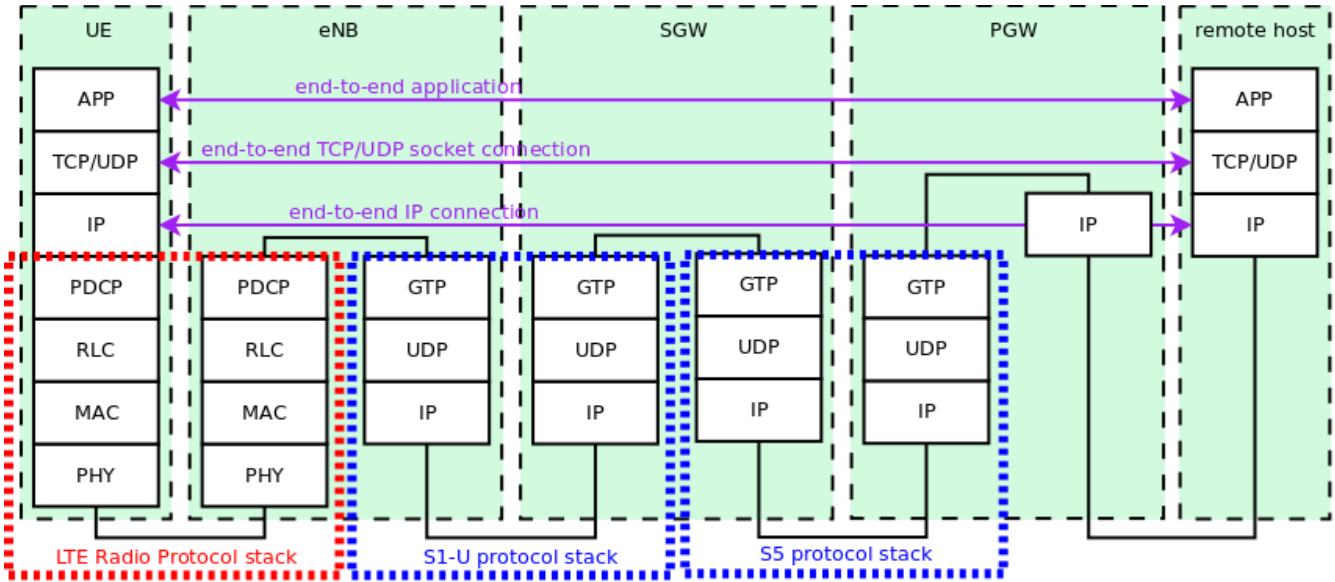 UE
eNB
SGW
PGW
remote host
APP
end-to-end application
APP
TCP/UDP
end-to-end TCP/UDP socket connection
TCP/UDP
IP
end-to-end IP connection
IP
IP
PDCP
PDCP
GTP
GTP
GTP
GTP
RLC
RLC
UDP
UDP
UDP
UDP
MAC
MAC
IP
IP
IP
IP
PHY
PHY
LTE Radio Protocol stack
S1-U protocol stack
S5 protocol stack